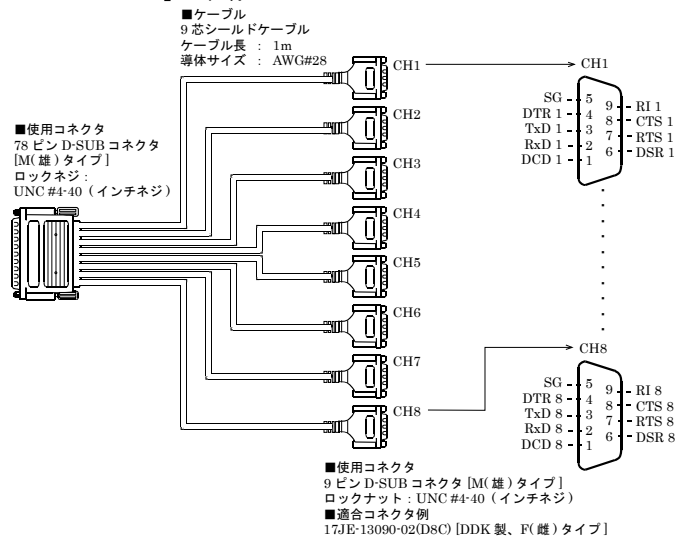 ■ケーブル
9 芯シールドケーブル
ケーブル長 : 1m
導体サイズ : AWG#28
■使用コネクタ
78 ピン D-SUB コネクタ
[M( 雄 ) タイプ ]
ロックネジ :
UNC #4-40 ( インチネジ )
CH1
CH2
CH3
CH4
CH5
CH6
CH7
CH8
CH1
SG 5
DTR 1 4
TxD 1 3
RxD 1 2
DCD 1 1
9 RI 1
8 CTS 1
7 RTS 1
6 DSR 1
CH8
SG 5
DTR 8 4
TxD 8 3
RxD 8 2
DCD 8 1
9 RI 8
8 CTS 8
7 RTS 8
6 DSR 8
■使用コネクタ
9 ピン D-SUB コネクタ [M( 雄 ) タイプ ]
ロックナット : UNC #4-40 ( インチネジ )
■適合コネクタ例
17JE-13090-02(D8C) [DDK 製、F( 雌 ) タイプ ]